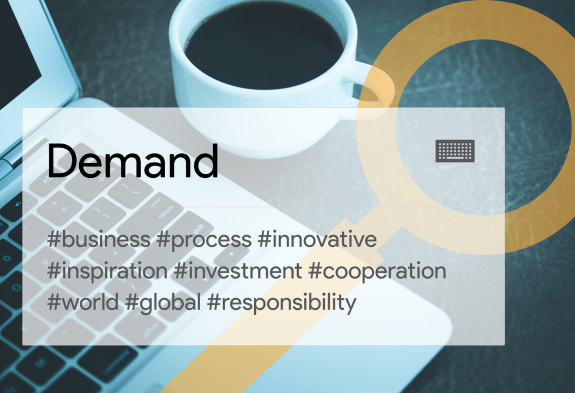 Demand
#business #process #innovative
#inspiration #investment #cooperation
#world #global #responsibility